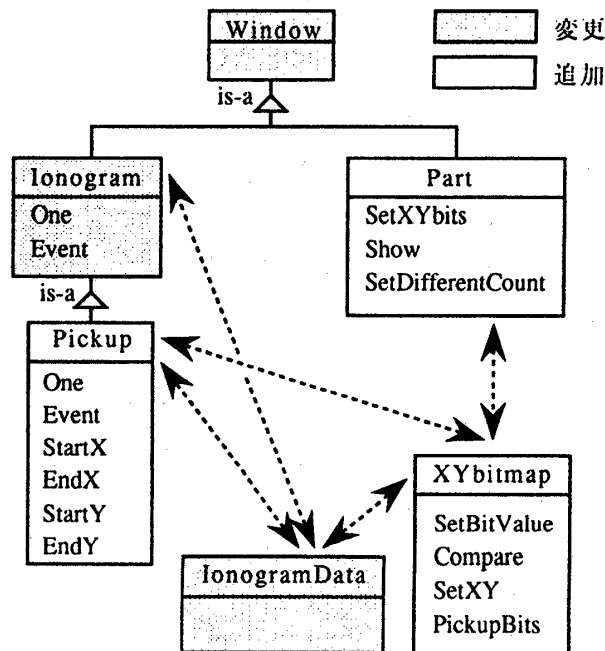 Window
変更
追加
is-a
Ionogram
One
Event
Part
SetXYbits
Show
SetDifferentCount
is-a
Pickup
One
Event
StartX
EndX
StartY
EndY
XYbitmap
SetBitValue
Compare
SetXY
PickupBits
IonogramData